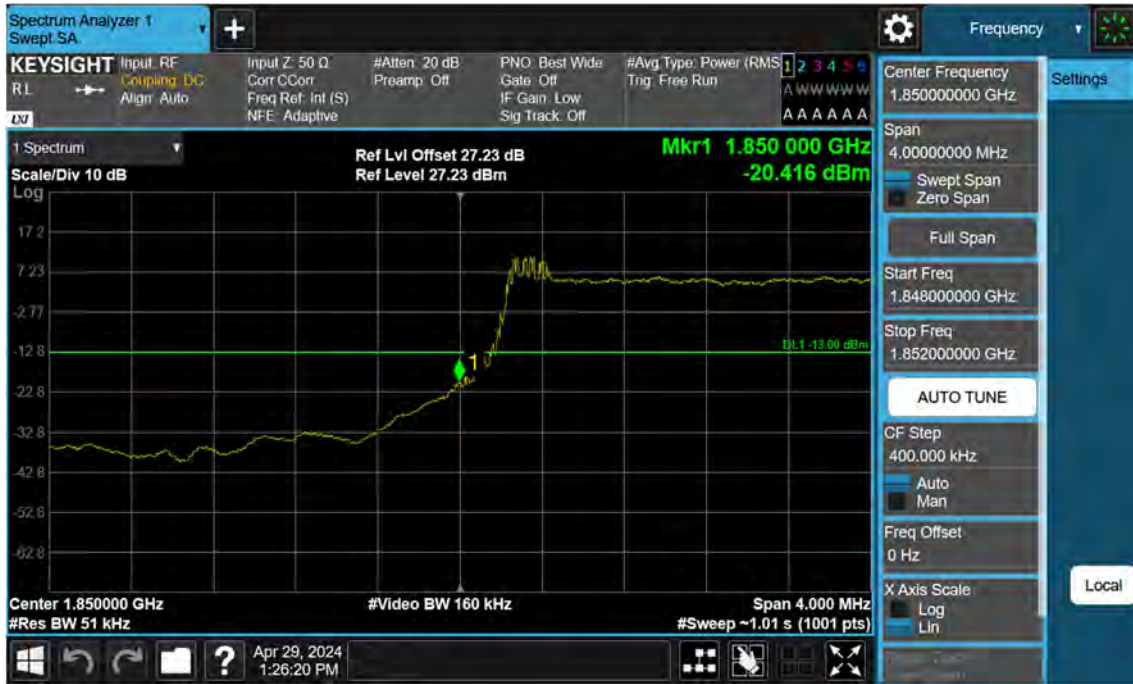 Spectrum Analyzer 1
Swept SA
+
Frequency
KEYSIGHT
RL
LXI
Input: RF
Coupling: DC
Align: Auto
Input Z: 50 Ω
Corr CCorr
Freq Ref: Int (S)
NFE: Adaptive
#Atten: 20 dB
Preamp: Off
PNO: Best Wide
Gate: Off
IF Gain: Low
Sig Track: Off
#Avg Type: Power (RMS
Trig: Free Run
1 2 3 4 5 6
A W W W W W
A A A A A A
1 Spectrum
Scale/Div 10 dB
Log
Ref Lvl Offset 27.23 dB
Ref Level 27.23 dBm
Mkr1 1.850 000 GHz
-20.416 dBm
17.2
7.23
-2.77
-12.8
-22.8
-32.8
-42.8
-52.8
-62.8
1
DL1 -13.00 dBm
Center 1.850000 GHz
#Res BW 51 kHz
#Video BW 160 kHz
Span 4.000 MHz
#Sweep ~1.01 s (1001 pts)
Center Frequency
1.850000000 GHz
Span
4.00000000 MHz
Swept Span
Zero Span
Full Span
Start Freq
1.848000000 GHz
Stop Freq
1.852000000 GHz
AUTO TUNE
CF Step
400.000 kHz
Auto
Man
Freq Offset
0 Hz
X Axis Scale
Log
Lin
Settings
Local
?
Apr 29, 2024
1:26:20 PM